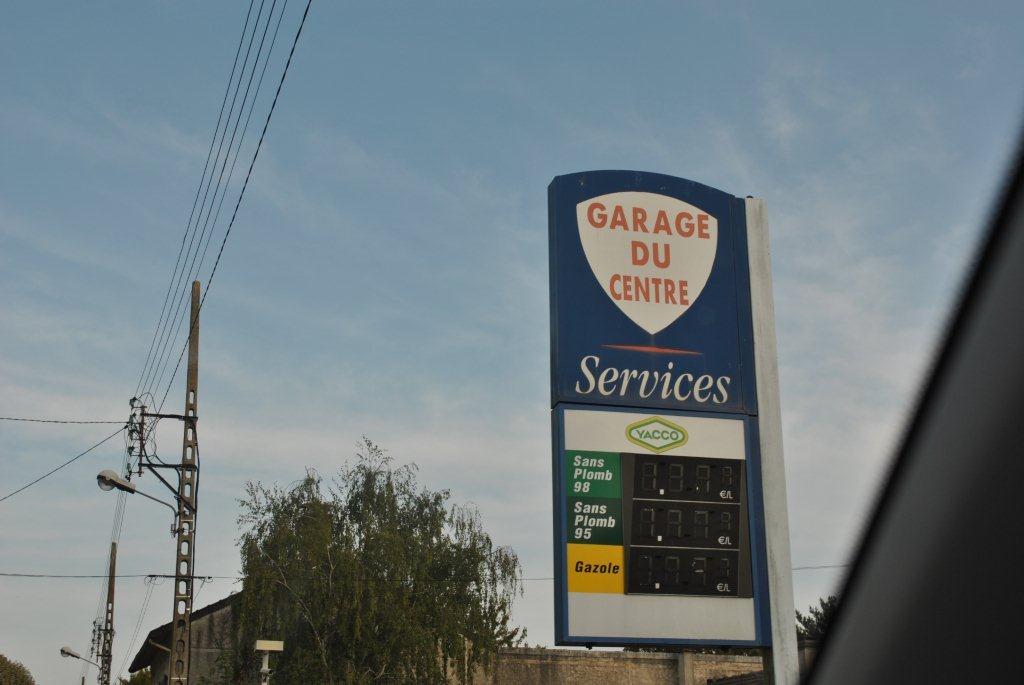 GARAGE
DU
CENTRE
Services
YACCO
Sans
Plomb
98
€/L
Sans
Plomb
95
€/L
Gazole
€/L